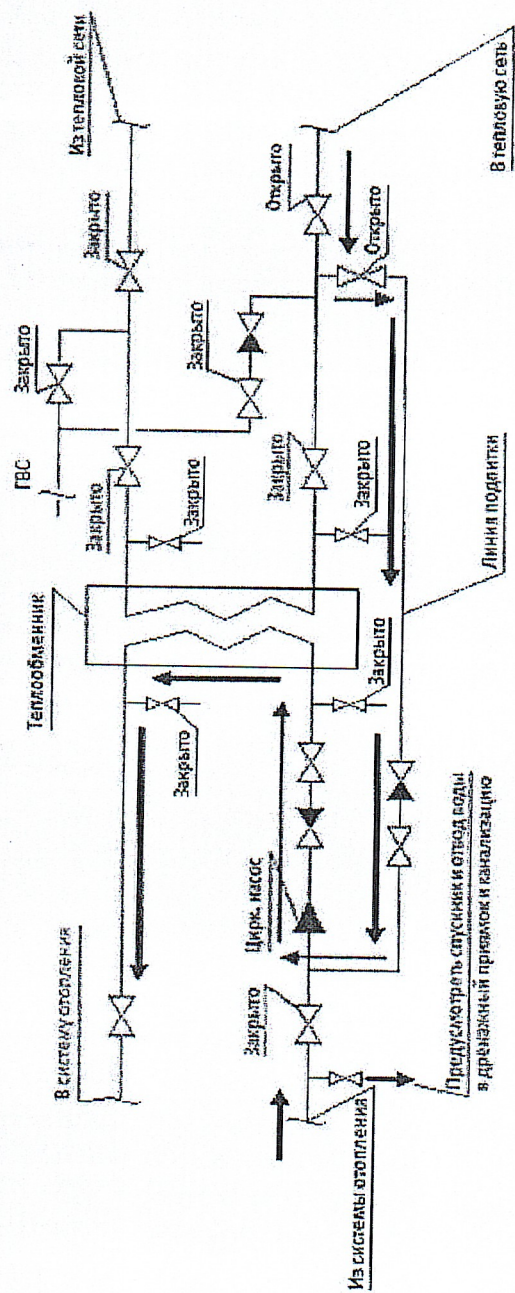 Из тепловой сети
Закрыто
Закрыто
ГВС
Закрыто
Закрыто
Закрыто
Открыто
Открыто
В тепловую сеть
Закрыто
Закрыто
Теплообменник
Закрыто
Закрыто
Линия подпитки
Цирк. насос
В систему отопления
Закрыто
Предусмотреть спускник и отвод воды
в дренажный приямок и канализацию
Из системы отопления